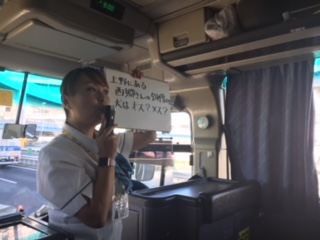 上野にある
西郷さんの銅像の
犬はオス？メス？